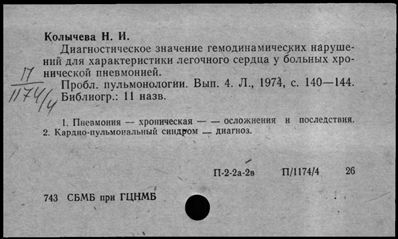 Колычева Н. И.
Диагностическое значение гемодинамических наруше-
ний для характеристики легочного сердца у больных хро-
нической пневмонией.
П
1174/4
Пробл. пульмонологии. Вып. 4. Л., 1974, с. 140—144.
Библиогр.: 11 назв.
1. Пневмония — хроническая — — осложнения и последствия.
2. Кардио-пульмональный синдром — диагноз.
П-2-2а-2в П/1174/4 26
743 СБМБ при ГЦНМБ